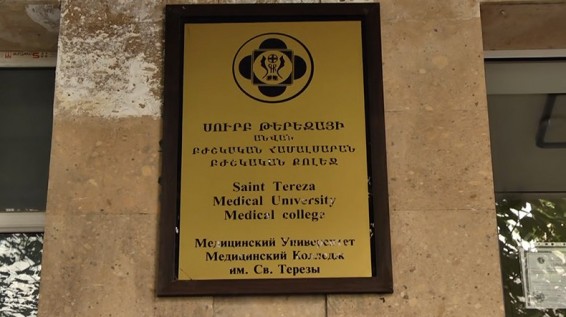 ՍՈՒՐԲ ԹԵՐԵԶԱՅԻ
ԱՆՎԱՆ
ԲԺՇԿԱԿԱՆ ՀԱՄԱԼՍԱՐԱՆ
ԲԺՇԿԱԿԱՆ ՔՈԼԵՋ
Saint Tereza
Medical University
Medical college
Медицинский Университет
Медицинский Колледж
им. Св. Терезы